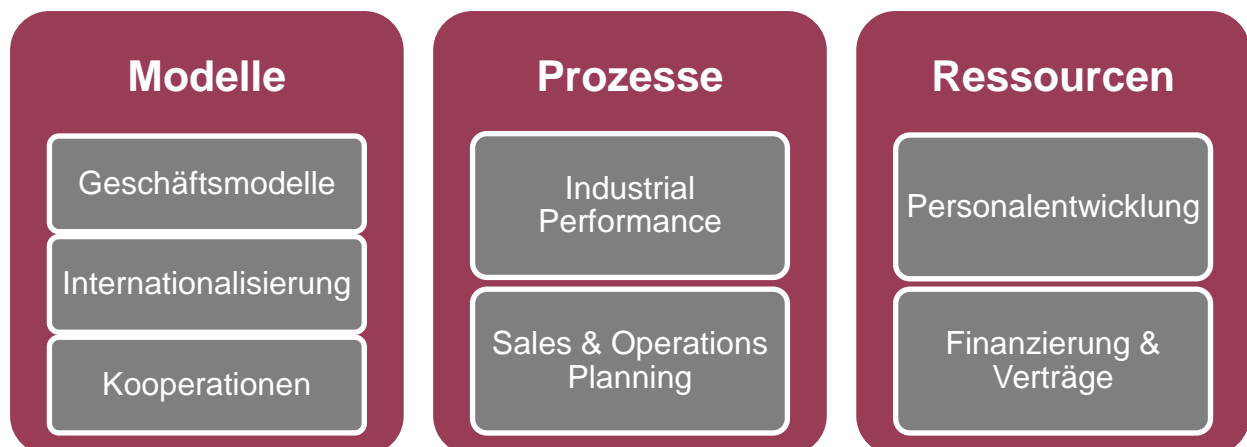 Modelle
Geschäftsmodelle
Internationalisierung
Kooperationen
Prozesse
Industrial
Performance
Sales & Operations
Planning
Ressourcen
Personalentwicklung
Finanzierung &
Verträge